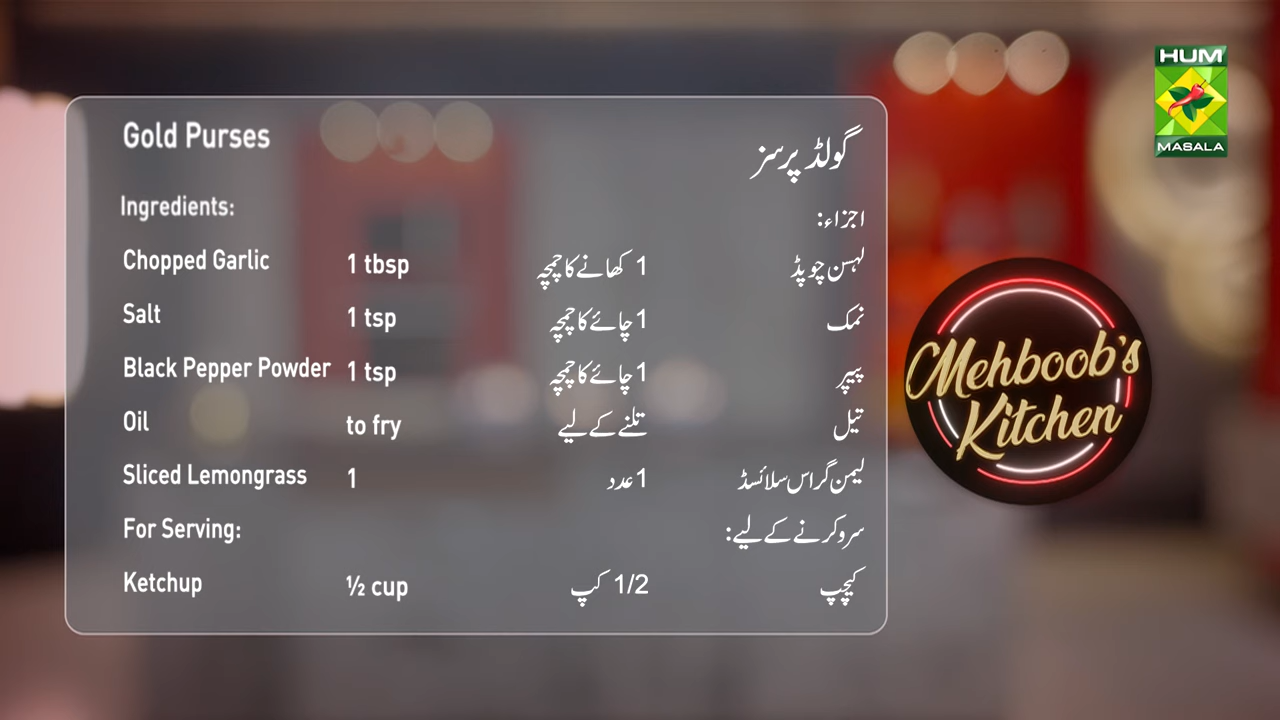 HUM
MASALA
Gold Purses گولڈ پرسز
Ingredients: اجزاء:
Chopped Garlic 1 tbsp 1 کھانے کا چمچہ لہسن چوپڈ
Salt 1 tsp 1 چائے کا چمچہ نمک
Black Pepper Powder 1 tsp 1 چائے کا چمچہ پیپر
Oil to fry تلنے کے لیے تیل
Sliced Lemongrass 1 1 عدد لیمن گراس سلائسڈ
For Serving: سرو کرنے کے لیے:
Ketchup ½ cup 1/2 کپ کیچپ
Mehboob's
Kitchen